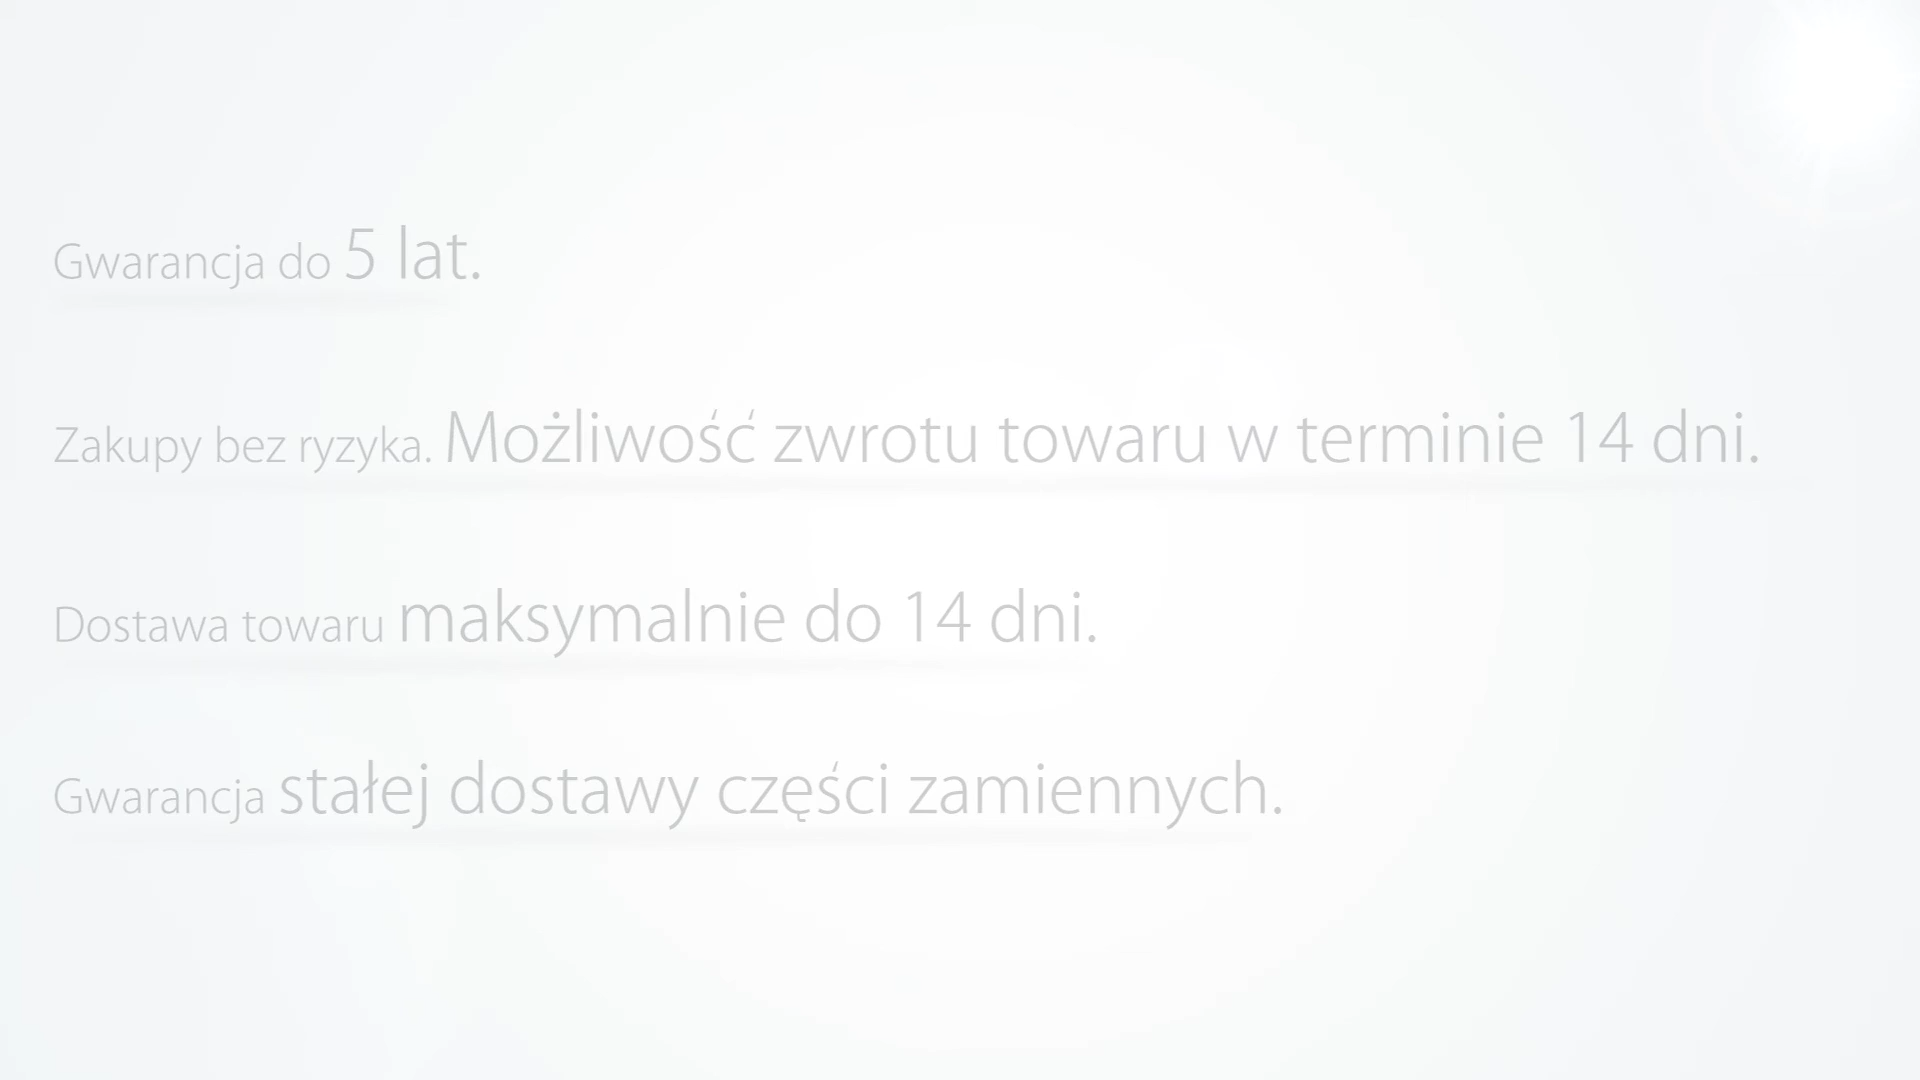 Gwarancja do 5 lat.
Zakupy bez ryzyka. Możliwość zwrotu towaru w terminie 14 dni.
Dostawa towaru maksymalnie do 14 dni.
Gwarancja stałej dostawy części zamiennych.